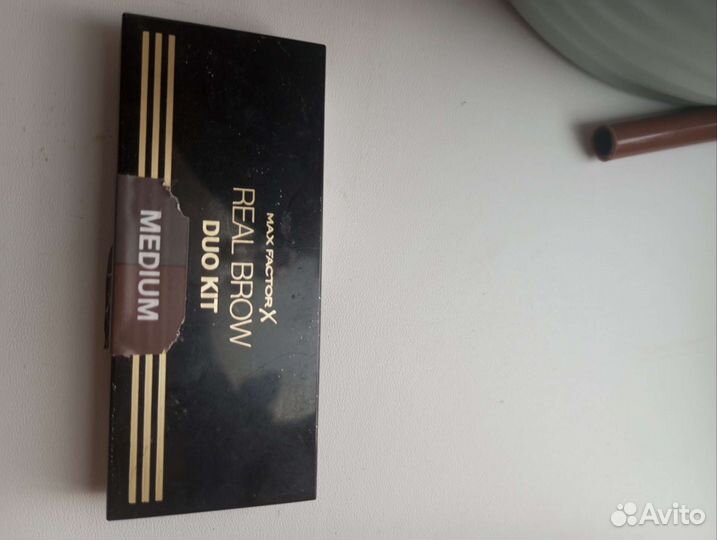 MAX FACTOR X
REAL BROW
DUO KIT
MEDIUM
Avito